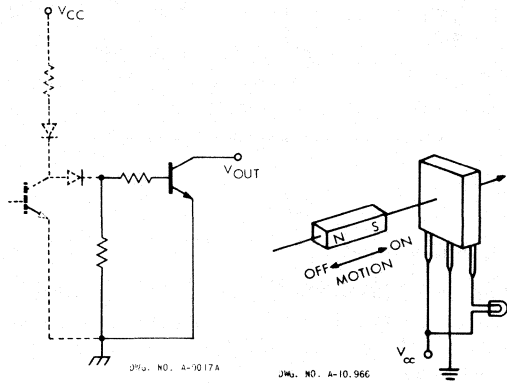 VCC
VOUT
DWG. NO. A-9017A
N S
OFF ON
MOTION
Vcc
DWG. NO. A-10,966